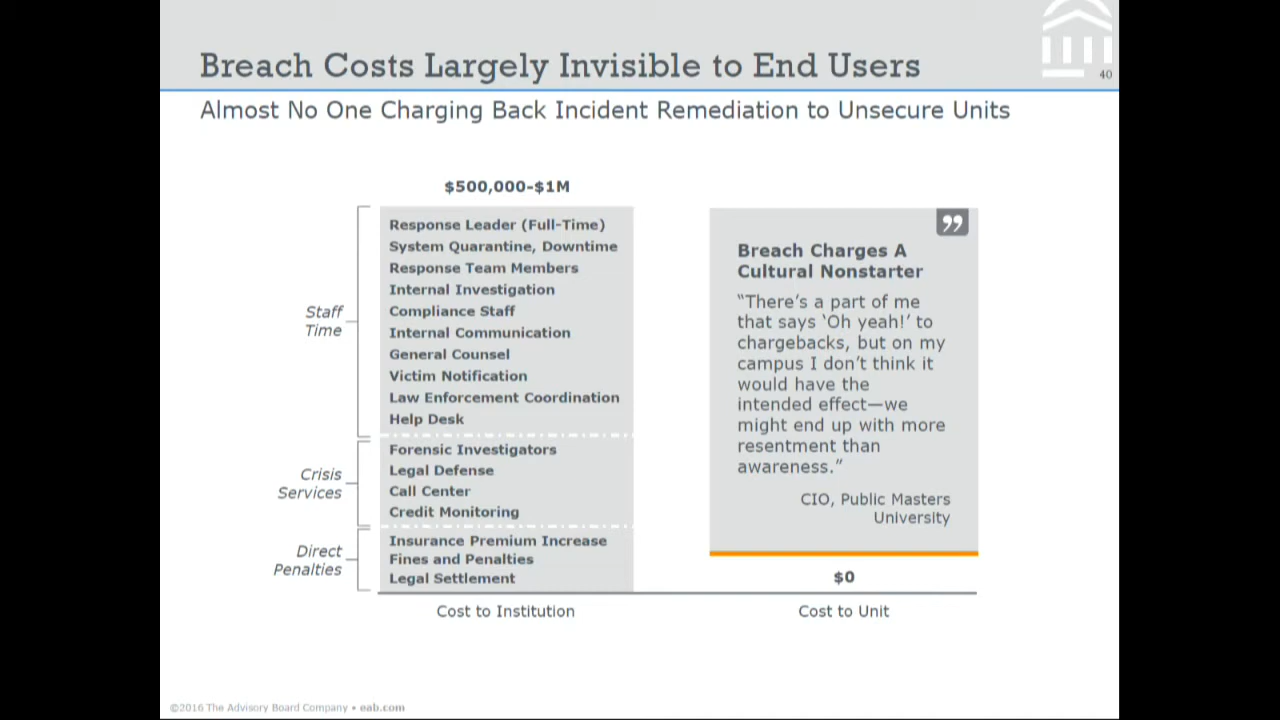 Breach Costs Largely Invisible to End Users
40
Almost No One Charging Back Incident Remediation to Unsecure Units
$500,000-$1M
Staff
Time
Response Leader (Full-Time)
System Quarantine, Downtime
Response Team Members
Internal Investigation
Compliance Staff
Internal Communication
General Counsel
Victim Notification
Law Enforcement Coordination
Help Desk
Crisis
Services
Forensic Investigators
Legal Defense
Call Center
Credit Monitoring
Direct
Penalties
Insurance Premium Increase
Fines and Penalties
Legal Settlement
Cost to Institution
”
Breach Charges A
Cultural Nonstarter
“There’s a part of me
that says ‘Oh yeah!’ to
chargebacks, but on my
campus I don’t think it
would have the
intended effect—we
might end up with more
resentment than
awareness.”
CIO, Public Masters
University
$0
Cost to Unit
©2016 The Advisory Board Company • eab.com